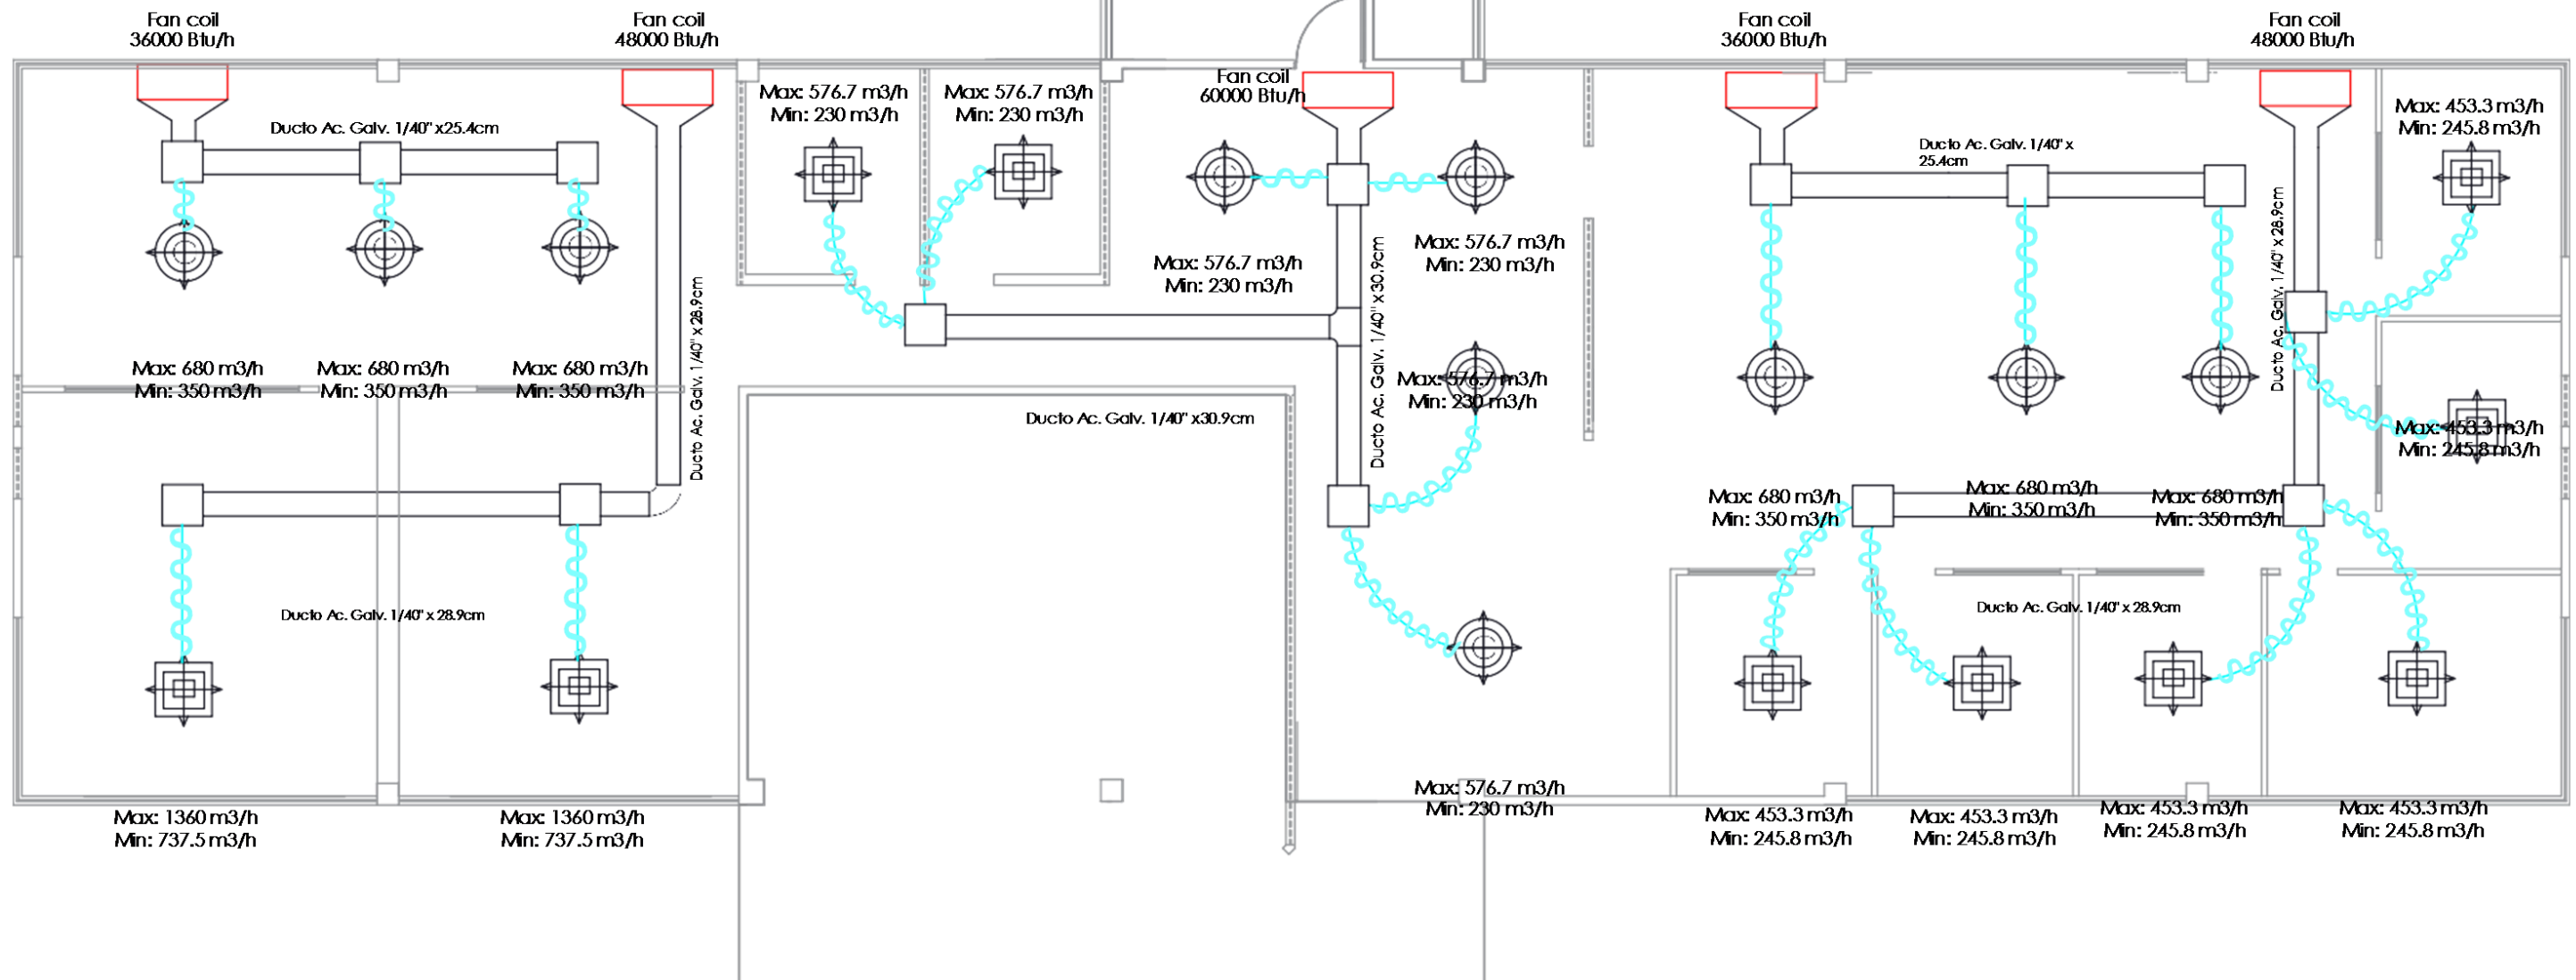 Fan coil
36000 Btu/h
Fan coil
48000 Btu/h
Fan coil
36000 Btu/h
Fan coil
48000 Btu/h
Fan coil
60000 Btu/h
Max: 576.7 m3/h
Min: 230 m3/h
Max: 576.7 m3/h
Min: 230 m3/h
Max: 453.3 m3/h
Min: 245.8 m3/h
Ducto Ac. Galv. 1/40" x25.4cm
Ducto Ac. Galv. 1/40" x
25.4cm
Ducto Ac. Galv. 1/40" x 28.9cm
Max: 576.7 m3/h
Min: 230 m3/h
Max: 576.7 m3/h
Min: 230 m3/h
Ducto Ac. Galv. 1/40" x 30.9cm
Ducto Ac. Galv. 1/40" x 28.9cm
Max: 680 m3/h
Min: 350 m3/h
Max: 680 m3/h
Min: 350 m3/h
Max: 680 m3/h
Min: 350 m3/h
Max: 576.7 m3/h
Min: 230 m3/h
Ducto Ac. Galv. 1/40" x30.9cm
Max: 453.3 m3/h
Min: 245.8 m3/h
Max: 680 m3/h
Min: 350 m3/h
Max: 680 m3/h
Min: 350 m3/h
Max: 680 m3/h
Min: 350 m3/h
Ducto Ac. Galv. 1/40" x 28.9cm
Ducto Ac. Galv. 1/40" x 28.9cm
Max: 1360 m3/h
Min: 737.5 m3/h
Max: 1360 m3/h
Min: 737.5 m3/h
Max: 576.7 m3/h
Min: 230 m3/h
Max: 453.3 m3/h
Min: 245.8 m3/h
Max: 453.3 m3/h
Min: 245.8 m3/h
Max: 453.3 m3/h
Min: 245.8 m3/h
Max: 453.3 m3/h
Min: 245.8 m3/h